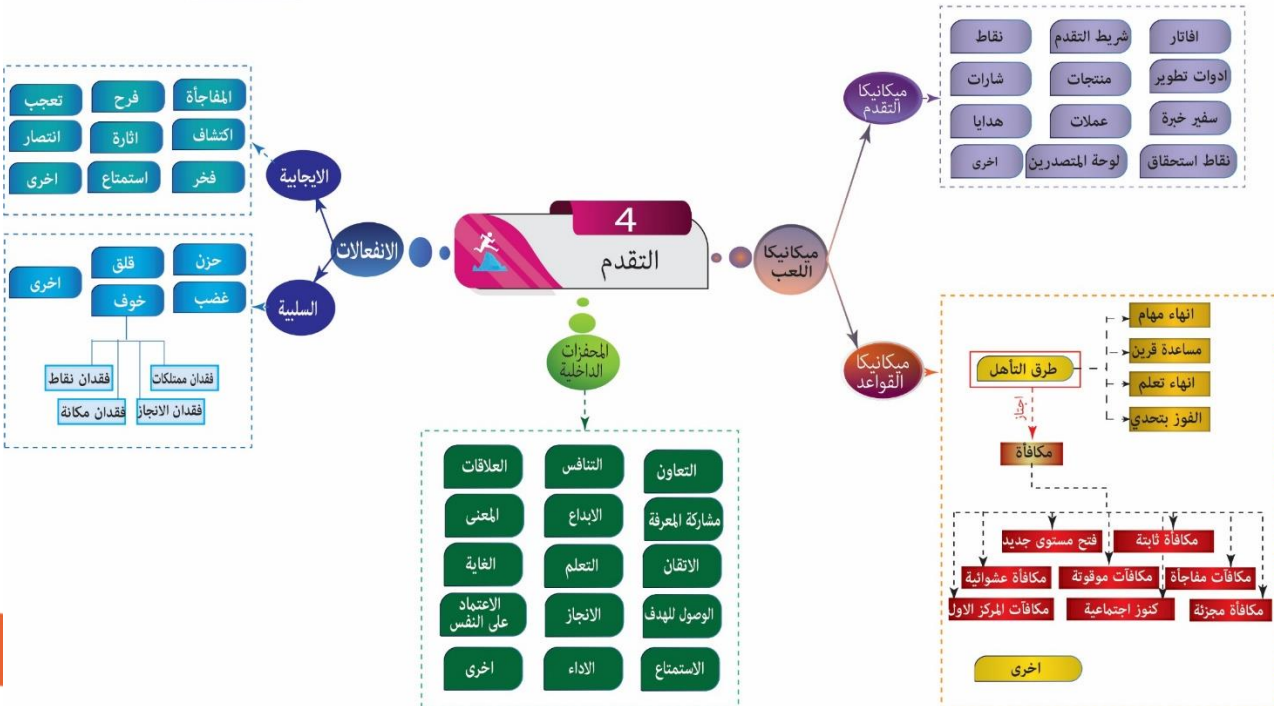 4
التقدم
ميكانيكا
اللعب
ميكانيكا
التقدم
افاتار
شريط التقدم
نقاط
ادوات تطوير
منتجات
شارات
سفير خبرة
عملات
هدايا
نقاط استحقاق
لوحة المتصدرين
اخرى
ميكانيكا
القواعد
طرق التأهل
انهاء مهام
مساعدة قرين
انهاء تعلم
الفوز بتحدي
اجتاز
مكافأة
مكافأة ثابتة
فتح مستوى جديد
مكافآت مفاجأة
مكافآت موقوتة
مكافأة عشوائية
مكافأة مجزئة
كنوز اجتماعية
مكافآت المركز الاول
اخرى
المحفزات
الداخلية
التعاون
التنافس
العلاقات
مشاركة المعرفة
الابداع
المعنى
الاتقان
التعلم
الغاية
الوصول للهدف
الانجاز
الاعتماد
على النفس
الاستمتاع
الاداء
اخرى
الانفعالات
الايجابية
المفاجأة
فرح
تعجب
اكتشاف
اثارة
انتصار
فخر
استمتاع
اخرى
السلبية
حزن
قلق
اخرى
غضب
خوف
فقدان ممتلكات
فقدان نقاط
فقدان الانجاز
فقدان مكانة